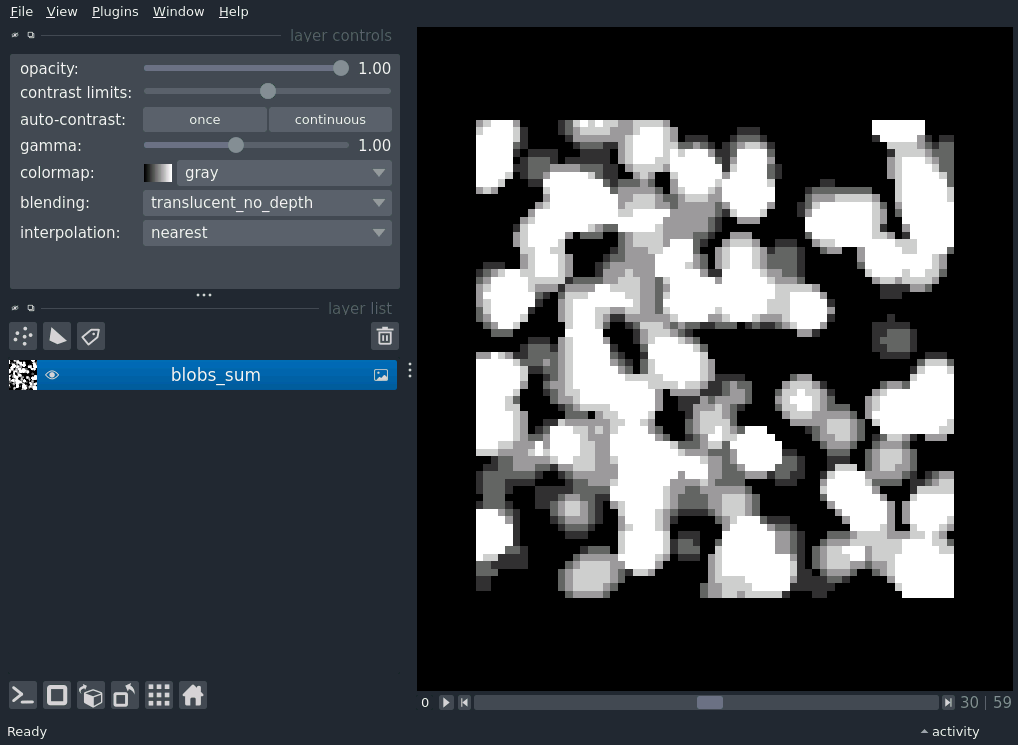 File View Plugins Window Help
layer controls
opacity: 1.00
contrast limits:
auto-contrast: once continuous
gamma: 1.00
colormap: gray
blending: translucent_no_depth
interpolation: nearest
layer list
blobs_sum
0 30 | 59
Ready activity